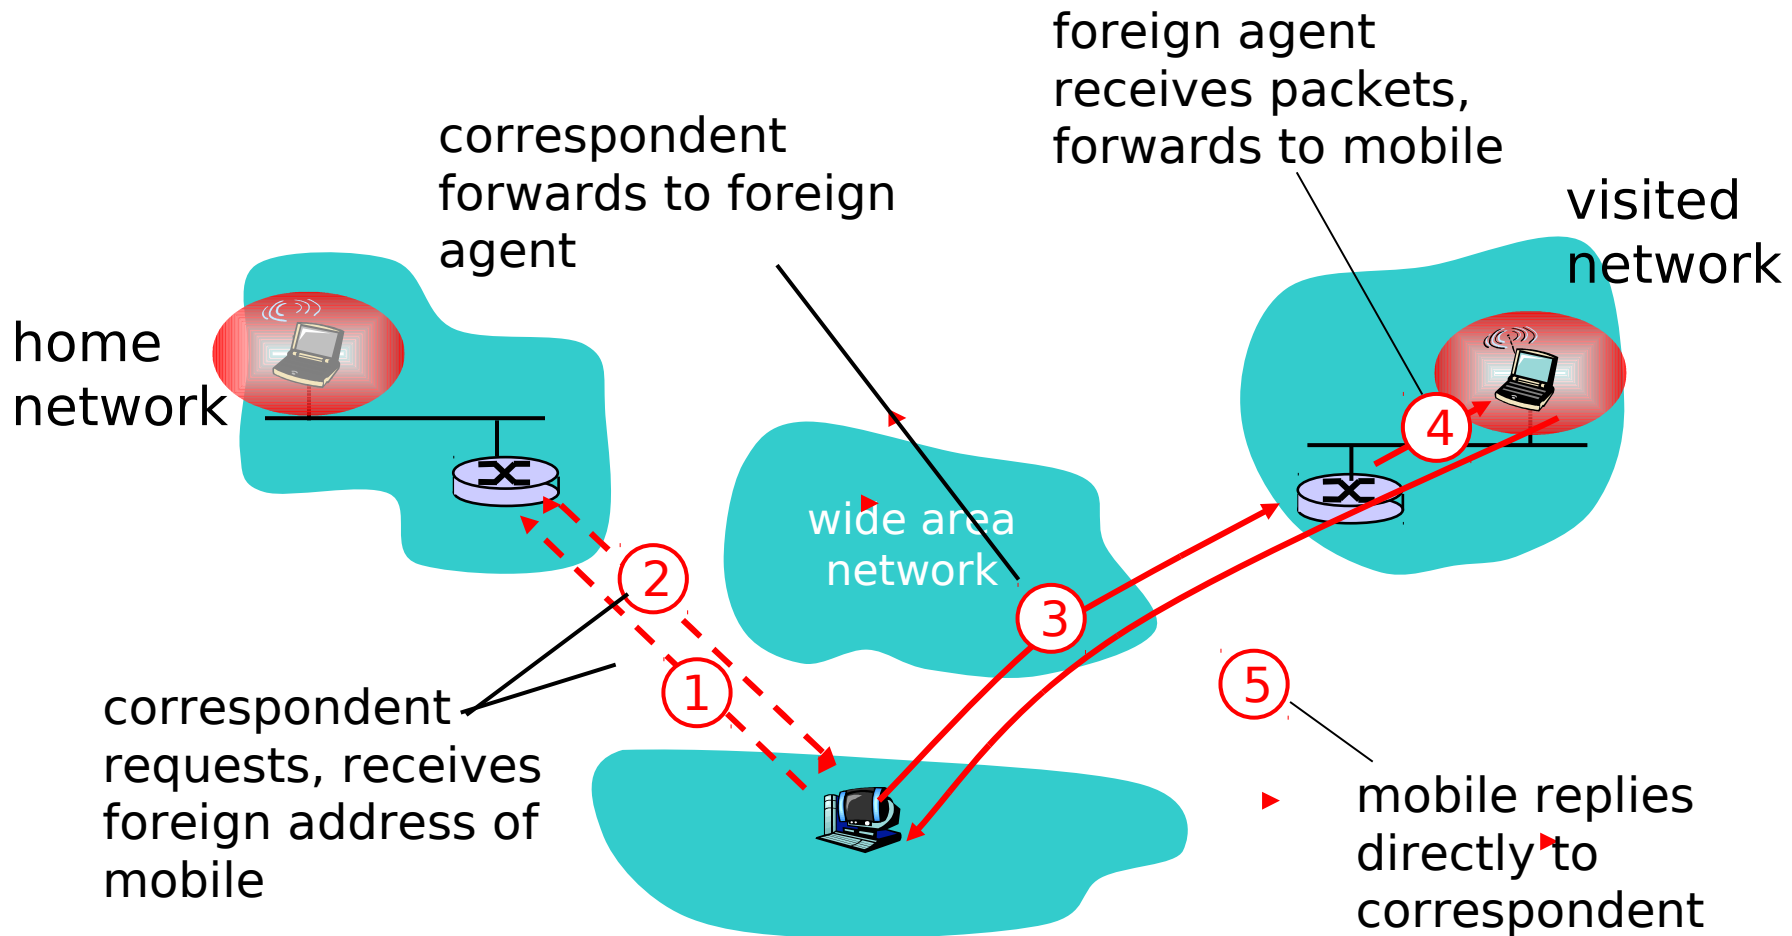 foreign agent
receives packets,
forwards to mobile
correspondent
forwards to foreign
agent
visited
network
home
network
4
wide area
network
2
3
1
5
correspondent
requests, receives
foreign address of
mobile
mobile replies
directly to
correspondent